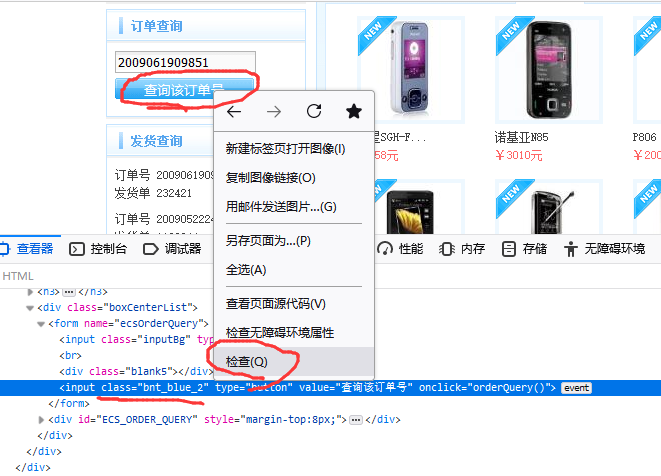 订单查询
2009061909851
查询该订单号
发货查询
订单号 200906190
发货单 232421
订单号 200905222
NEW
NEW
NEW
星SGH-F...
58元
诺基亚N85
￥3010元
P806
￥200
NEW
NEW
NEW
新建标签页打开图像(I)
复制图像链接(O)
用邮件发送图片...(G)
另存页面为...(P)
全选(A)
查看页面源代码(V)
检查无障碍环境属性
检查(Q)
查看器
控制台
调试器
性能
内存
存储
无障碍环境
HTML
<h3>
</h3>
<div class="boxCenterList">
<form name="ecsOrderQuery">
<input class="inputBg" typ
<br>
<div class="blank5"></div>
<input class="bnt_blue_2" type="button" value="查询该订单号" onclick="orderQuery()"> event
</form>
<div id="ECS_ORDER_QUERY" style="margin-top:8px;"></div>
</div>
</div>
</div>